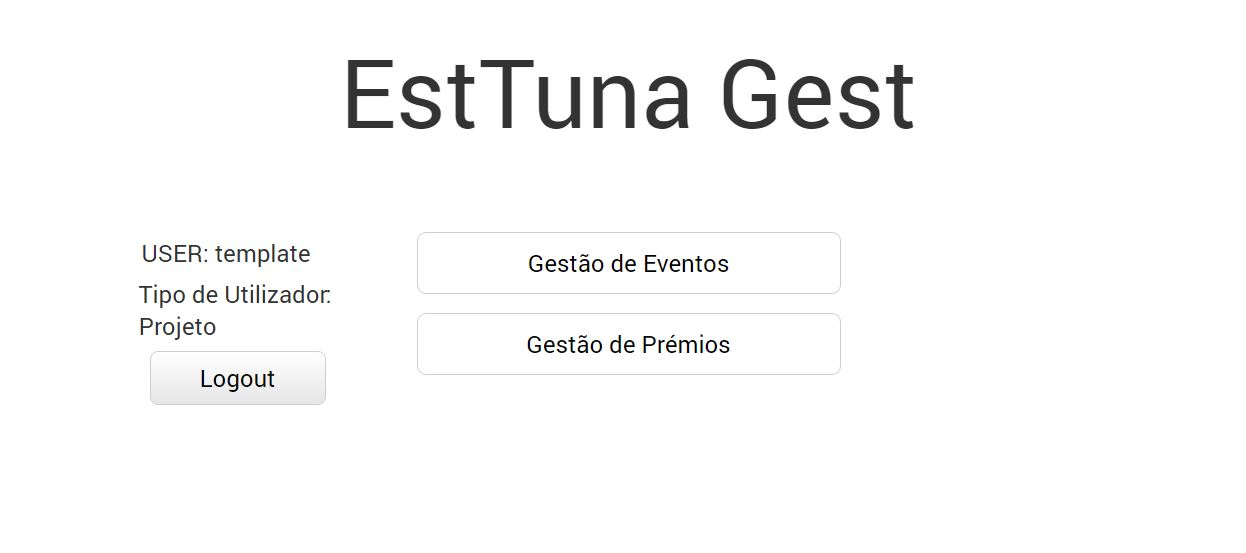 EstTuna Gest
USER: template
Tipo de Utilizador:
Projeto
Logout
Gestão de Eventos
Gestão de Prémios